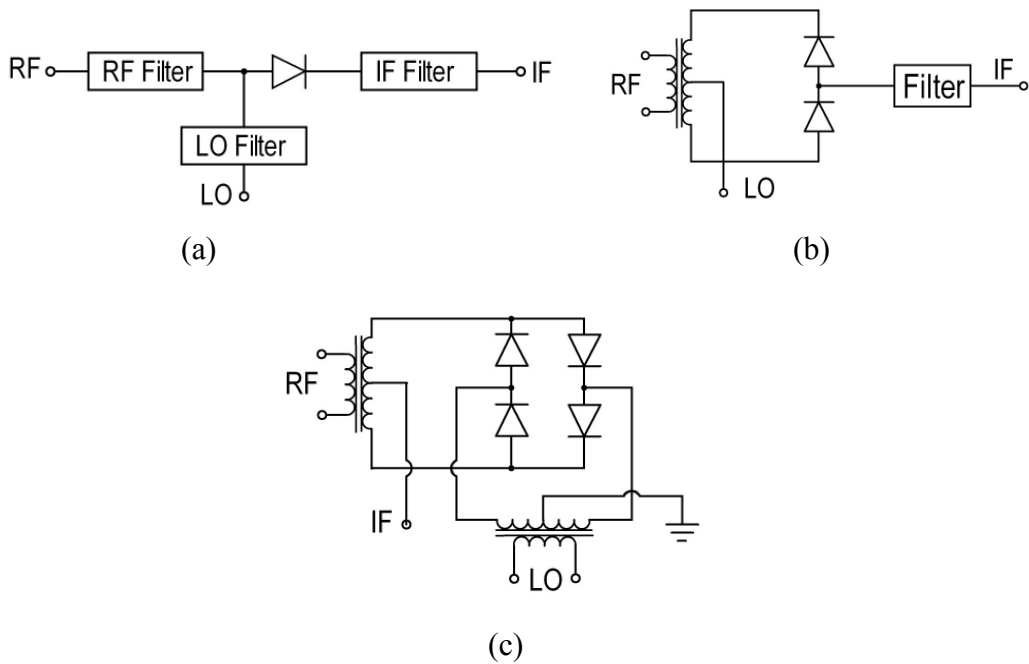 RF RF Filter IF Filter IF
LO Filter
LO
(a)
RF Filter IF
LO
(b)
RF
IF
LO
(c)